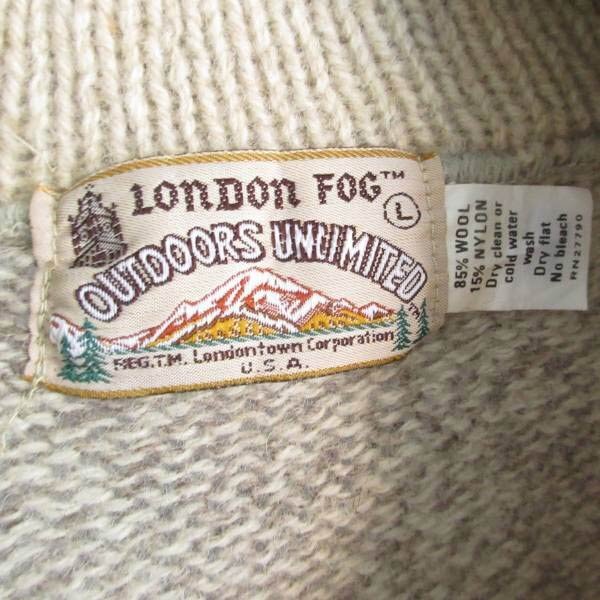 LONDON FOG™
L
OUTDOORS UNLIMITED™
REG.T.M. Londontown Corporation
U.S.A.
85% WOOL
15% NYLON
Dry clean or
cold water
wash
Dry flat
No bleach
RN27790